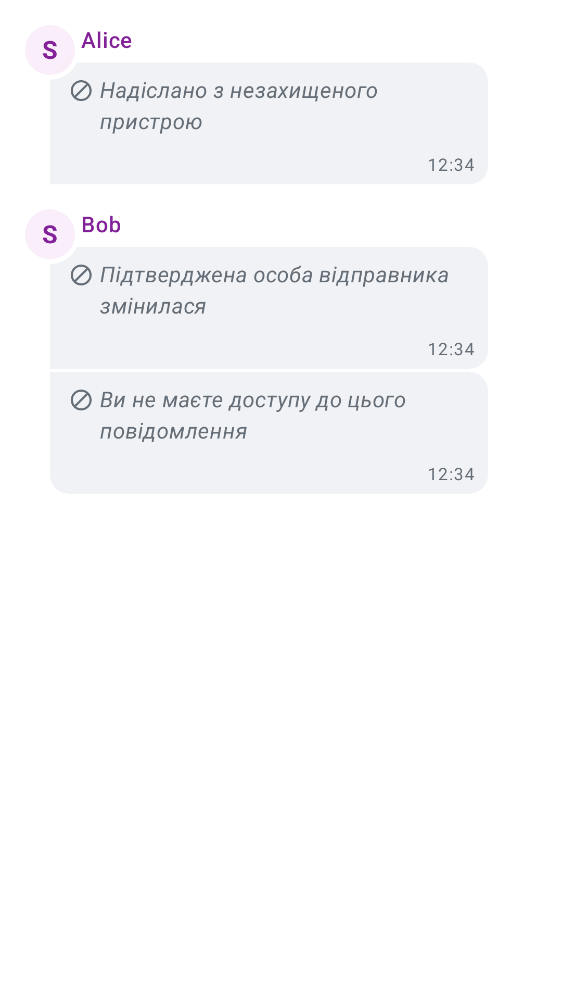 S
Alice
Надіслано з незахищеного
пристрою
12:34
S
Bob
Підтверджена особа відправника
змінилася
12:34
Ви не маєте доступу до цього
повідомлення
12:34